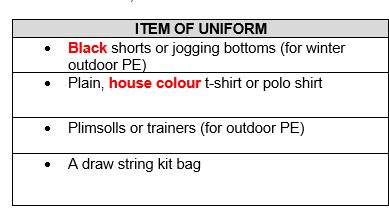 ITEM OF UNIFORM
• Black shorts or jogging bottoms (for winter
outdoor PE)
• Plain, house colour t-shirt or polo shirt
• Plimsolls or trainers (for outdoor PE)
• A draw string kit bag